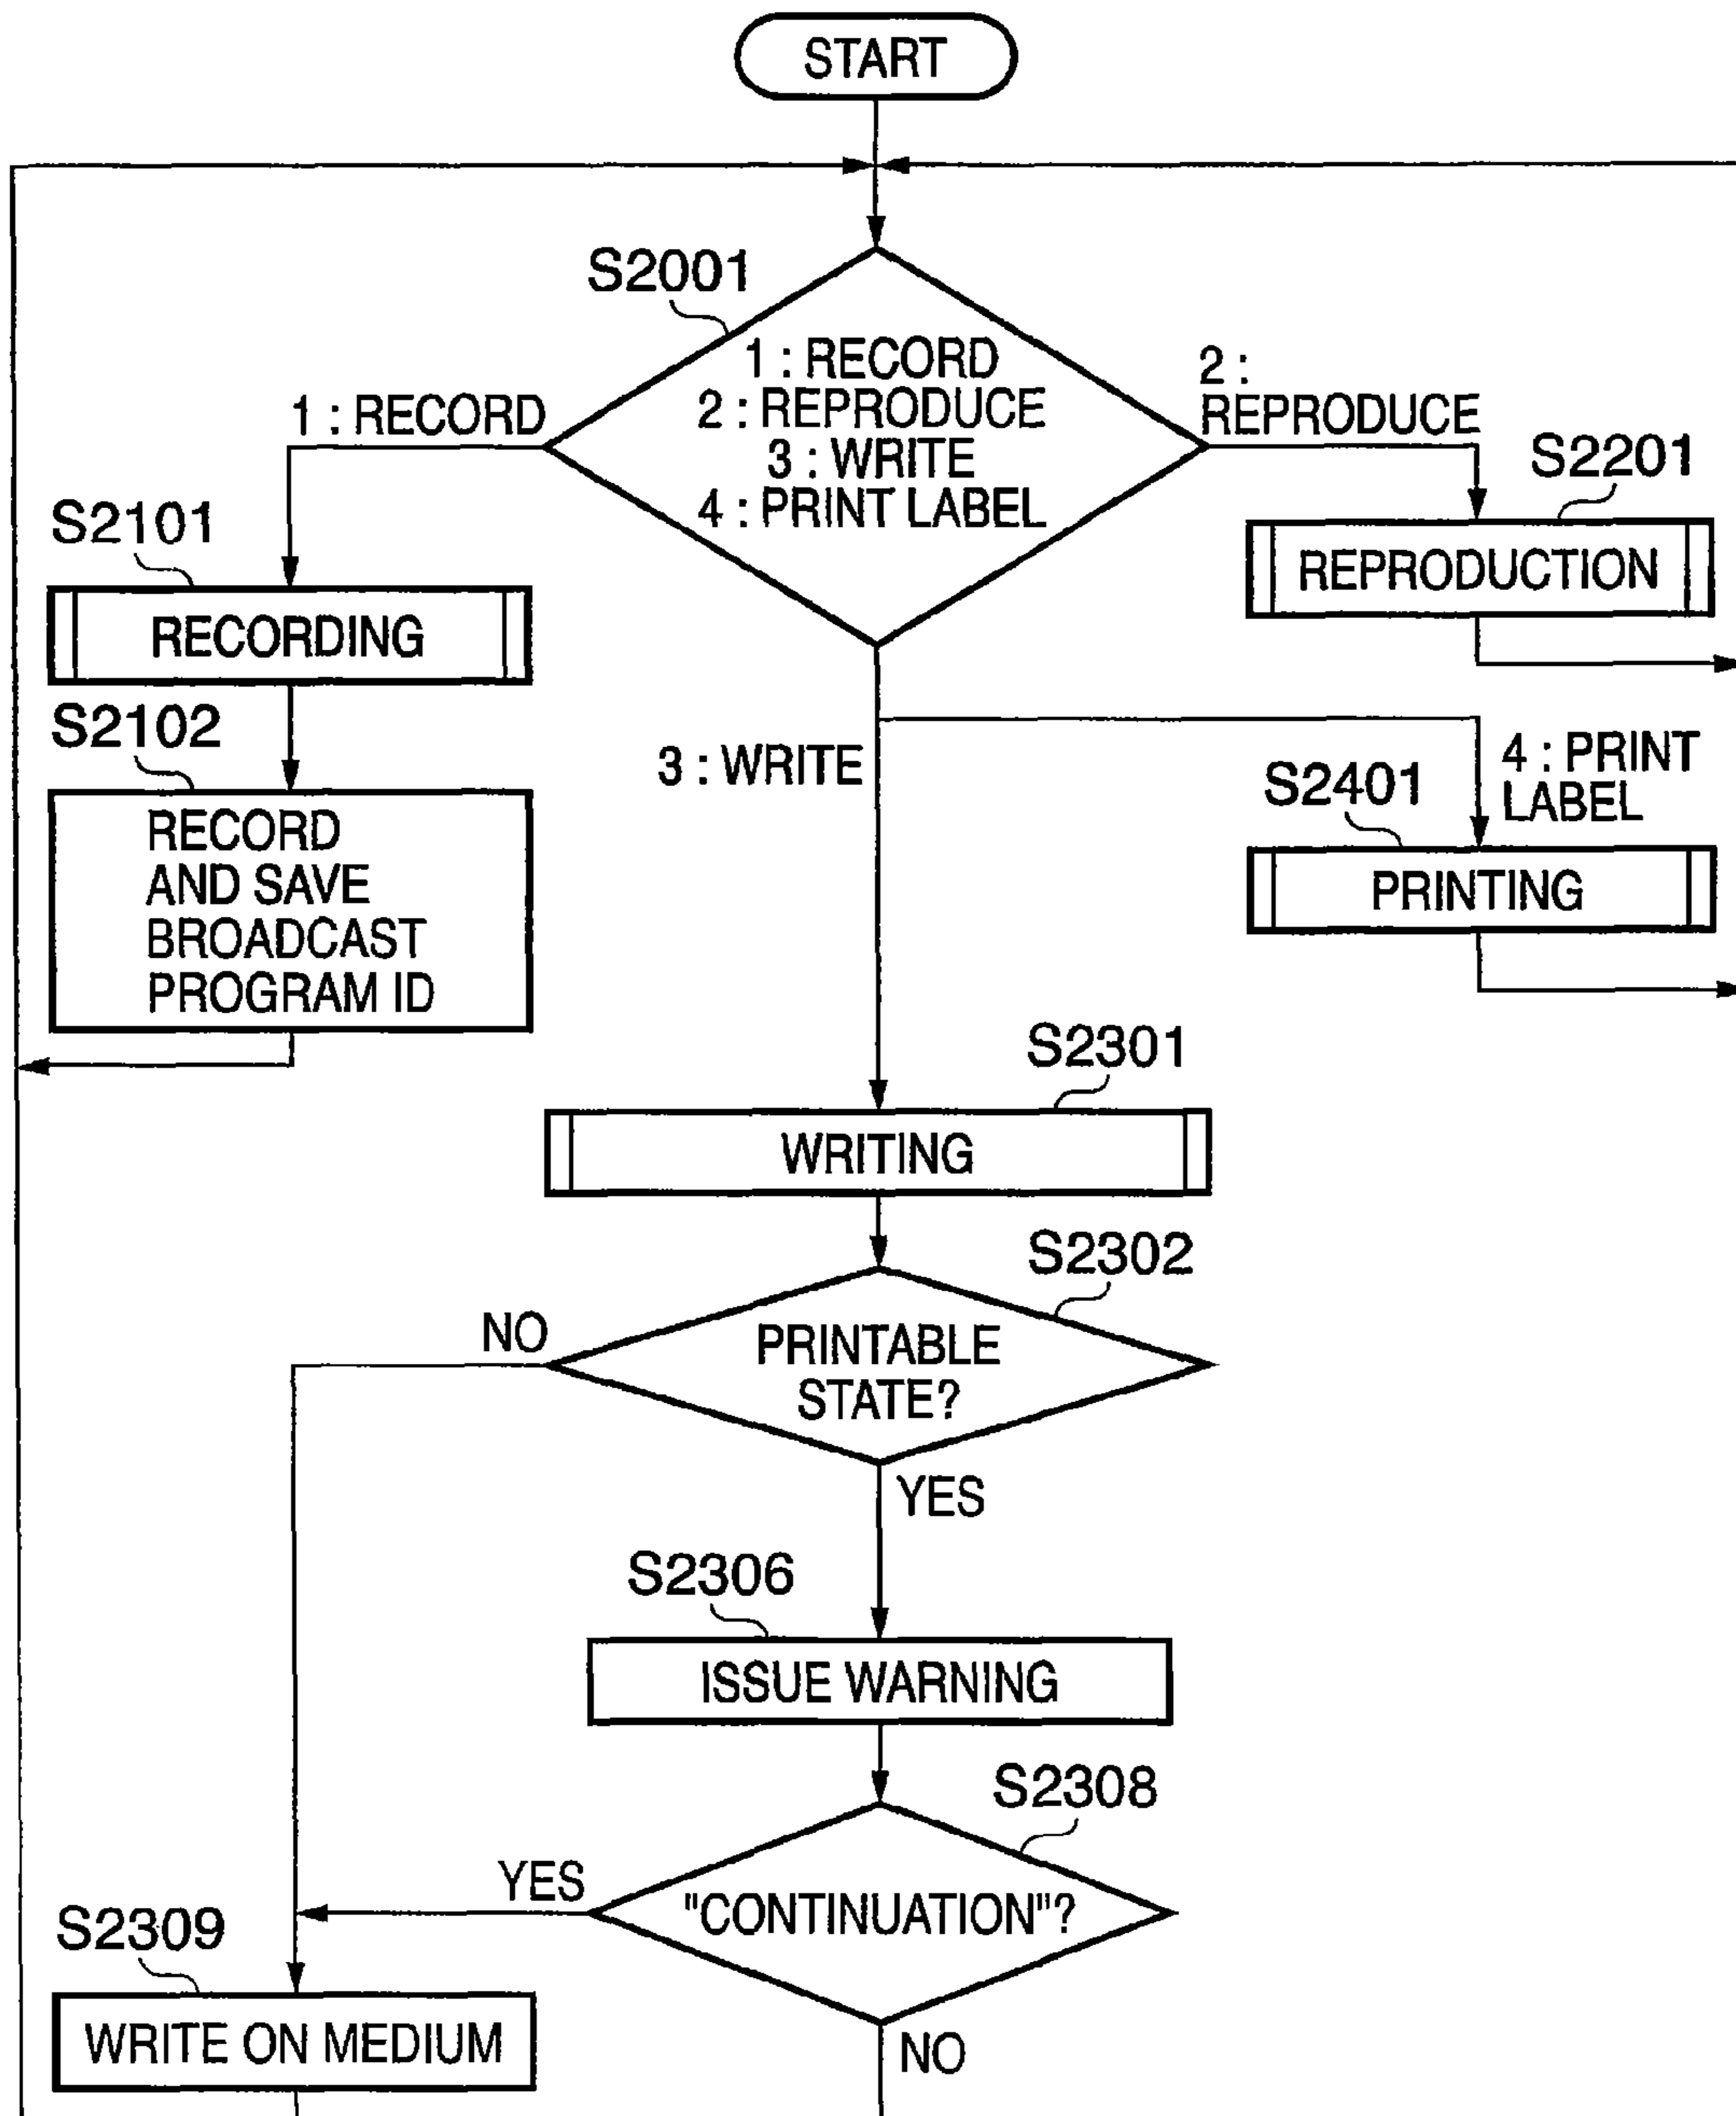 START
S2001
1 : RECORD
2 : REPRODUCE
3 : WRITE
4 : PRINT LABEL
1 : RECORD
2 :
REPRODUCE
S2101
RECORDING
S2201
REPRODUCTION
S2102
RECORD
AND SAVE
BROADCAST
PROGRAM ID
3 : WRITE
4 : PRINT
LABEL
S2401
PRINTING
S2301
WRITING
S2302
PRINTABLE
STATE?
NO
YES
S2306
ISSUE WARNING
S2308
"CONTINUATION"?
YES
NO
S2309
WRITE ON MEDIUM